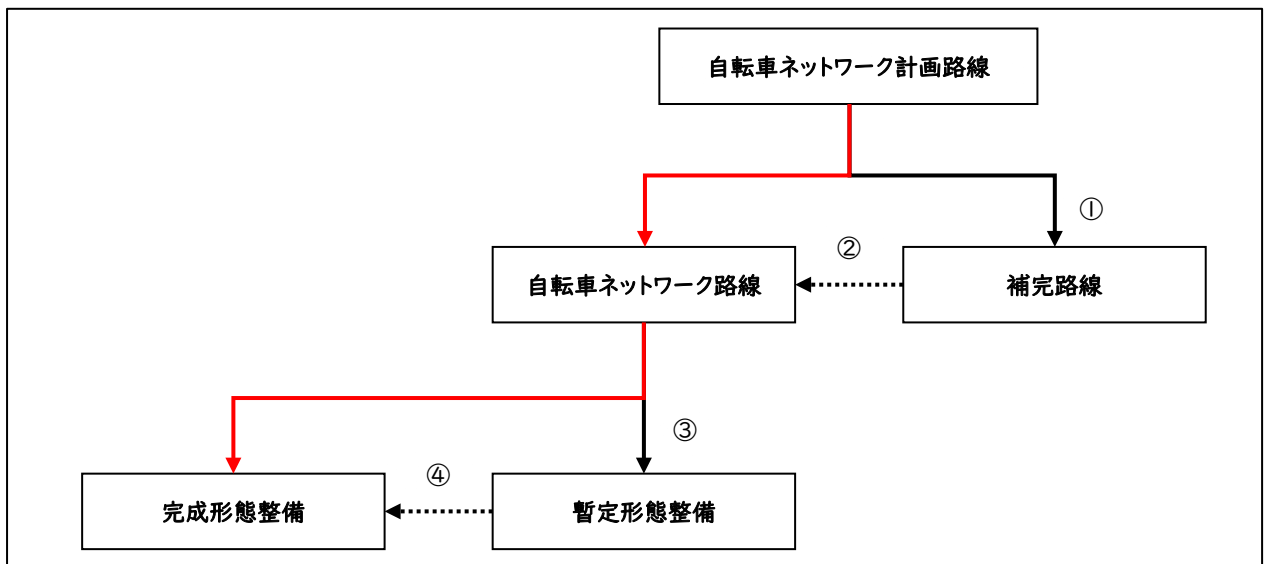 自転車ネットワーク計画路線
①
②
自転車ネットワーク路線
補完路線
③
④
完成形態整備
暫定形態整備